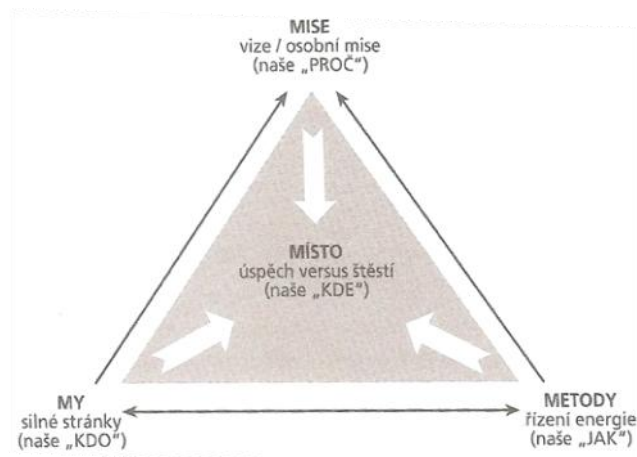 MISE
vize / osobní mise
(naše „PROČ“)
MÍSTO
úspěch versus štěstí
(naše „KDE“)
MY
silné stránky
(naše „KDO“)
METODY
řízení energie
(naše „JAK“)